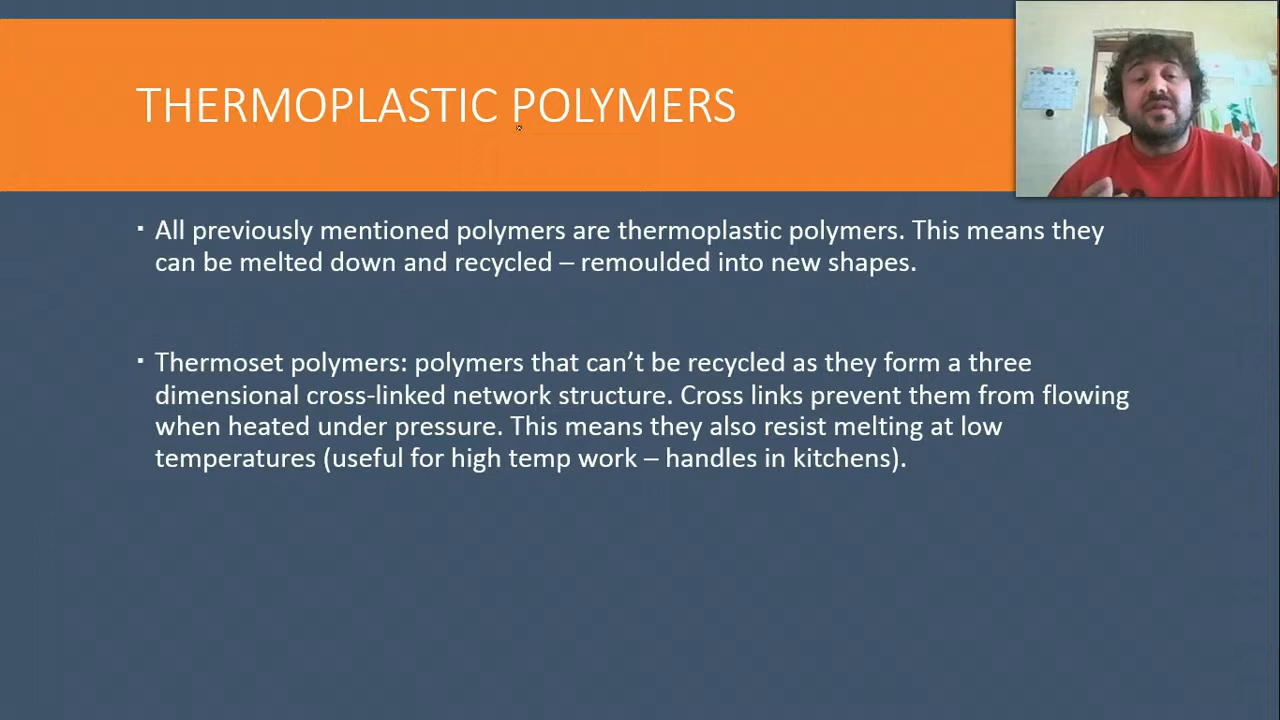 THERMOPLASTIC POLYMERS
▪ All previously mentioned polymers are thermoplastic polymers. This means they
can be melted down and recycled – remoulded into new shapes.
▪ Thermoset polymers: polymers that can’t be recycled as they form a three
dimensional cross-linked network structure. Cross links prevent them from flowing
when heated under pressure. This means they also resist melting at low
temperatures (useful for high temp work – handles in kitchens).